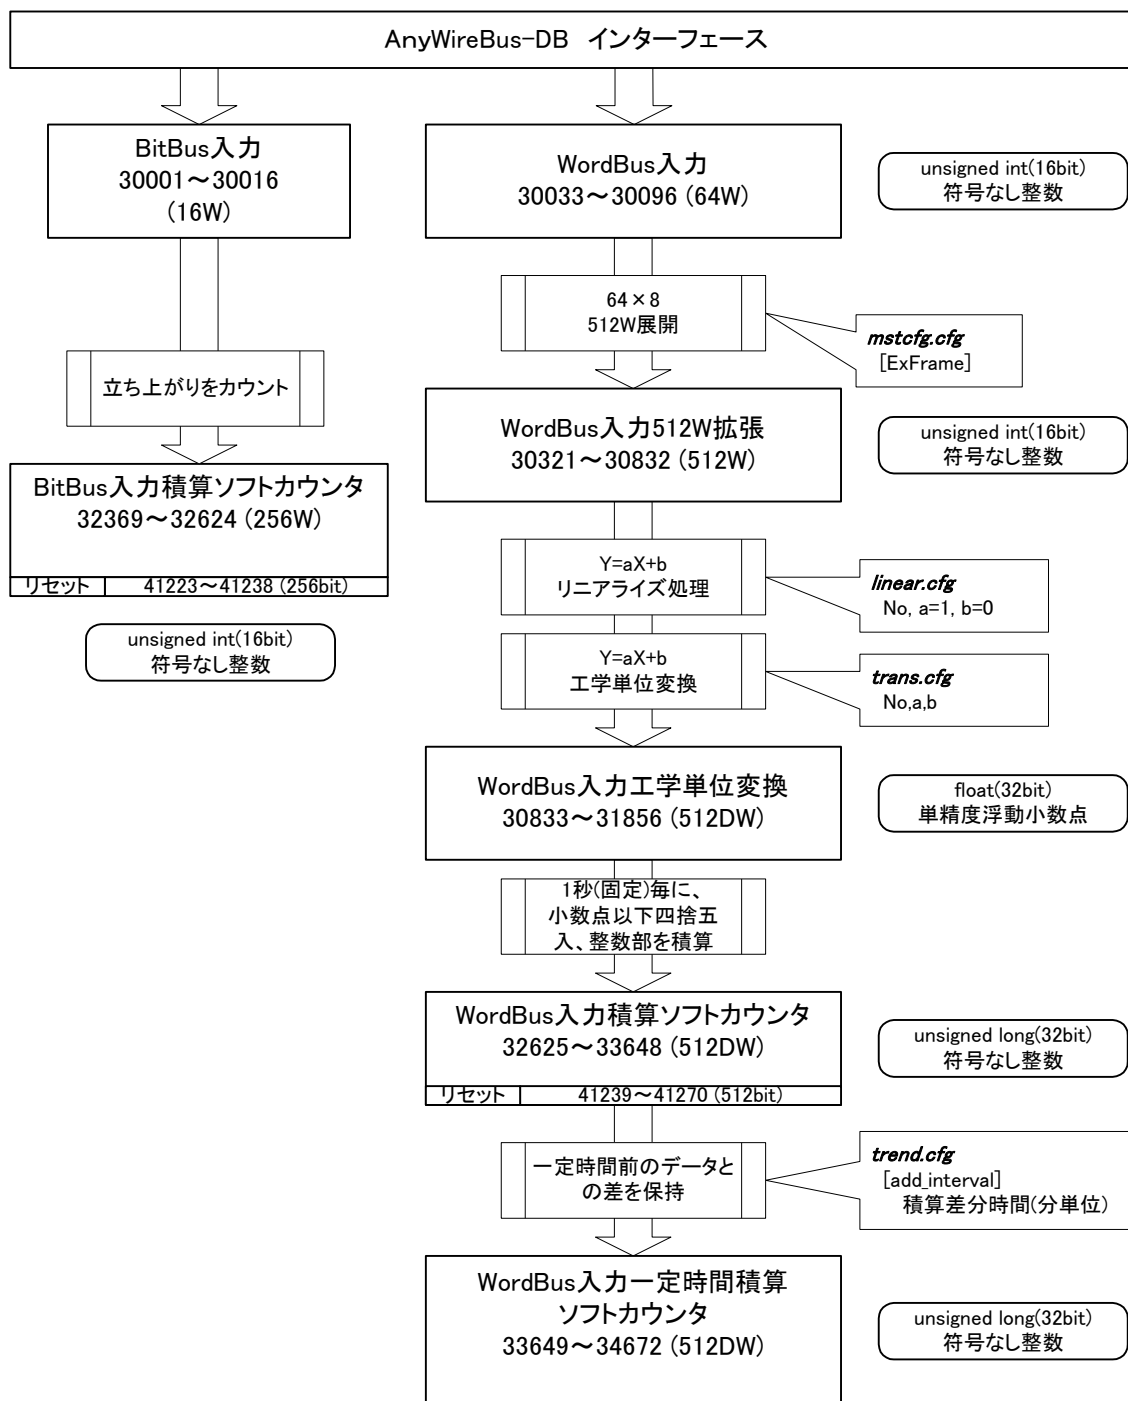 AnyWireBus-DB インターフェース
BitBus入力
30001～30016
(16W)
WordBus入力
30033～30096 (64W)
unsigned int(16bit)
符号なし整数
64×8
512W展開
mstcfg.cfg
[ExFrame]
立ち上がりをカウント
WordBus入力512W拡張
30321～30832 (512W)
unsigned int(16bit)
符号なし整数
BitBus入力積算ソフトカウンタ
32369～32624 (256W)
リセット 41223～41238 (256bit)
unsigned int(16bit)
符号なし整数
Y=aX+b
リニアライズ処理
linear.cfg
No, a=1, b=0
Y=aX+b
工学単位変換
trans.cfg
No,a,b
WordBus入力工学単位変換
30833～31856 (512DW)
float(32bit)
単精度浮動小数点
1秒(固定)毎に、
小数点以下四捨五
入、整数部を積算
WordBus入力積算ソフトカウンタ
32625～33648 (512DW)
リセット 41239～41270 (512bit)
unsigned long(32bit)
符号なし整数
一定時間前のデータと
の差を保持
trend.cfg
[add_interval]
積算差分時間(分単位)
WordBus入力一定時間積算
ソフトカウンタ
33649～34672 (512DW)
unsigned long(32bit)
符号なし整数